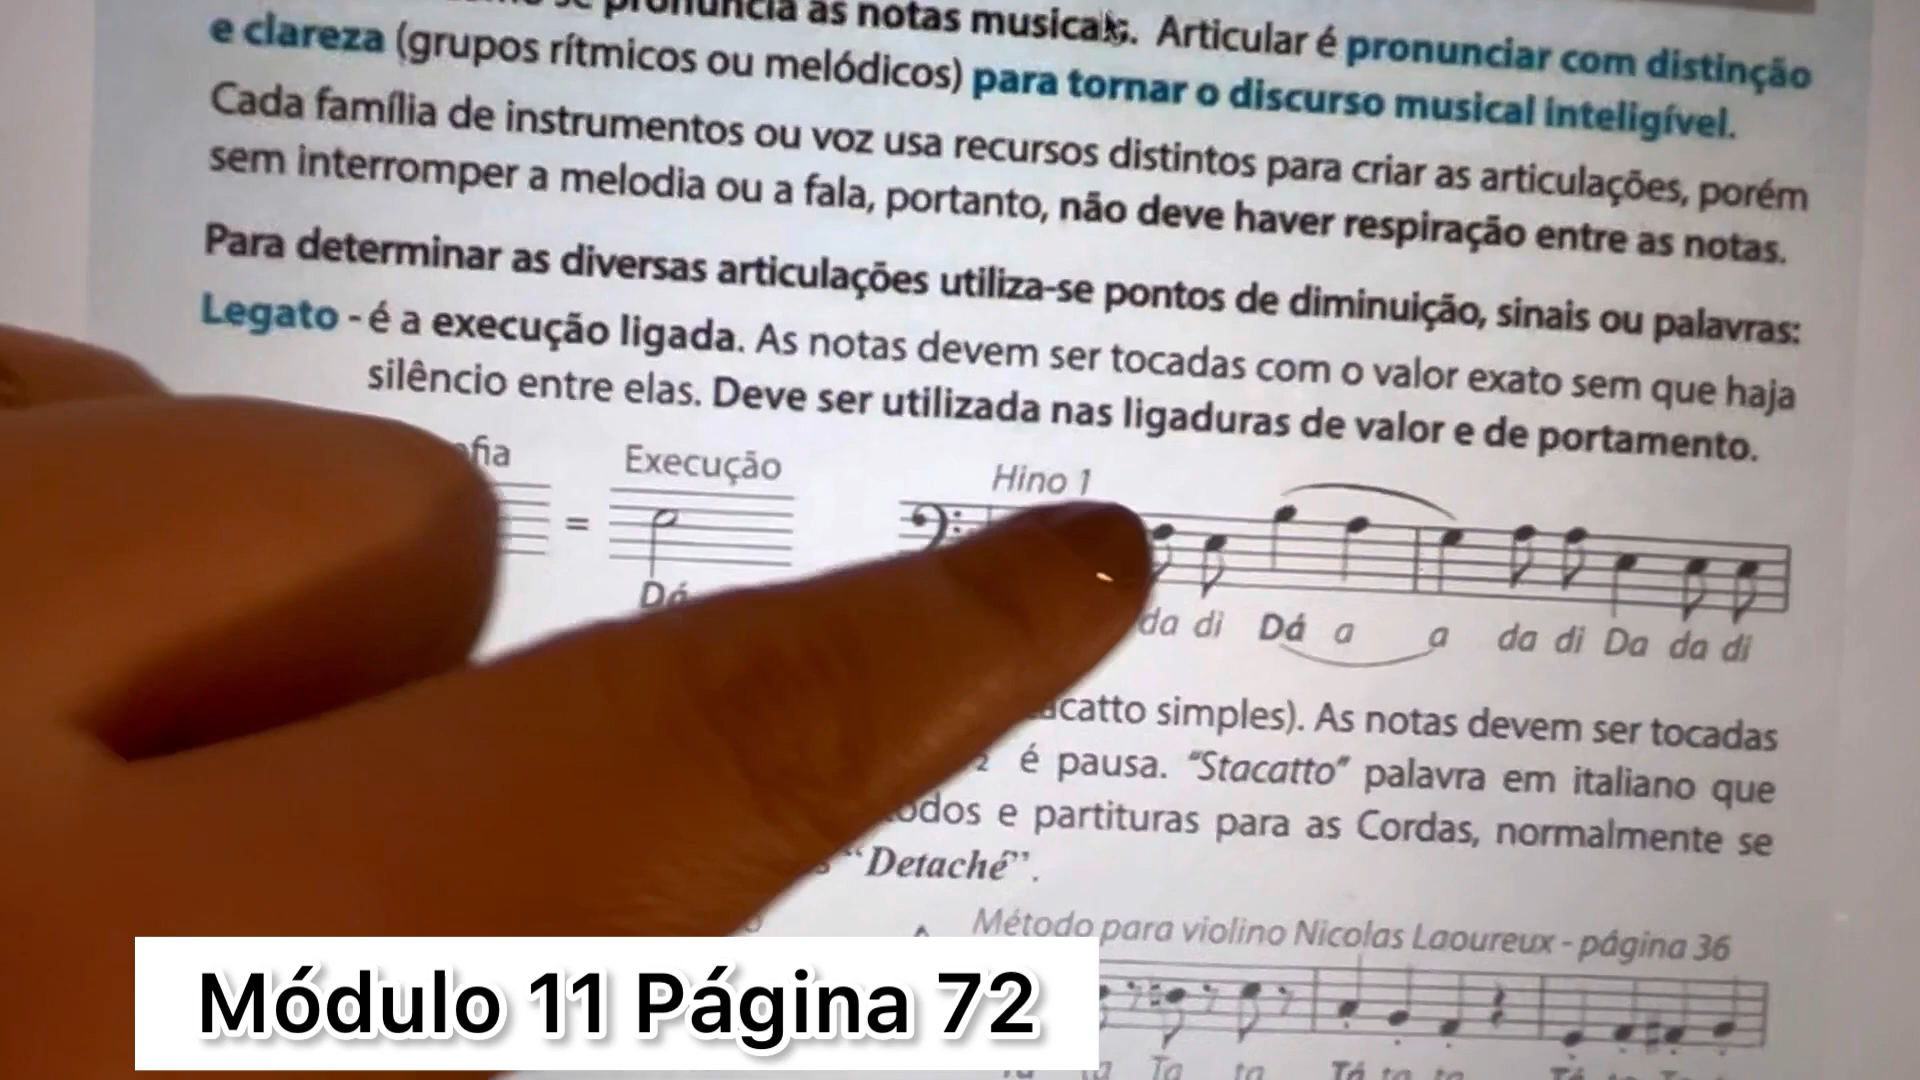 pronuncia as notas musicais. Articular é pronunciar com distinção
e clareza (grupos rítmicos ou melódicos) para tornar o discurso musical inteligível.
Cada família de instrumentos ou voz usa recursos distintos para criar as articulações, porém
sem interromper a melodia ou a fala, portanto, não deve haver respiração entre as notas.
Para determinar as diversas articulações utiliza-se pontos de diminuição, sinais ou palavras:
Legato - é a execução ligada. As notas devem ser tocadas com o valor exato sem que haja
silêncio entre elas. Deve ser utilizada nas ligaduras de valor e de portamento.
Execução
Hino 1
=
Dá
da di Dá a a da di Da da di
simples). As notas devem ser tocadas
é pausa. "Stacatto" palavra em italiano que
e partituras para as Cordas, normalmente se
"Detaché".
Método para violino Nicolas Laoureux - página 36
Módulo 11 Página 72
Ta ta Tá ta ta